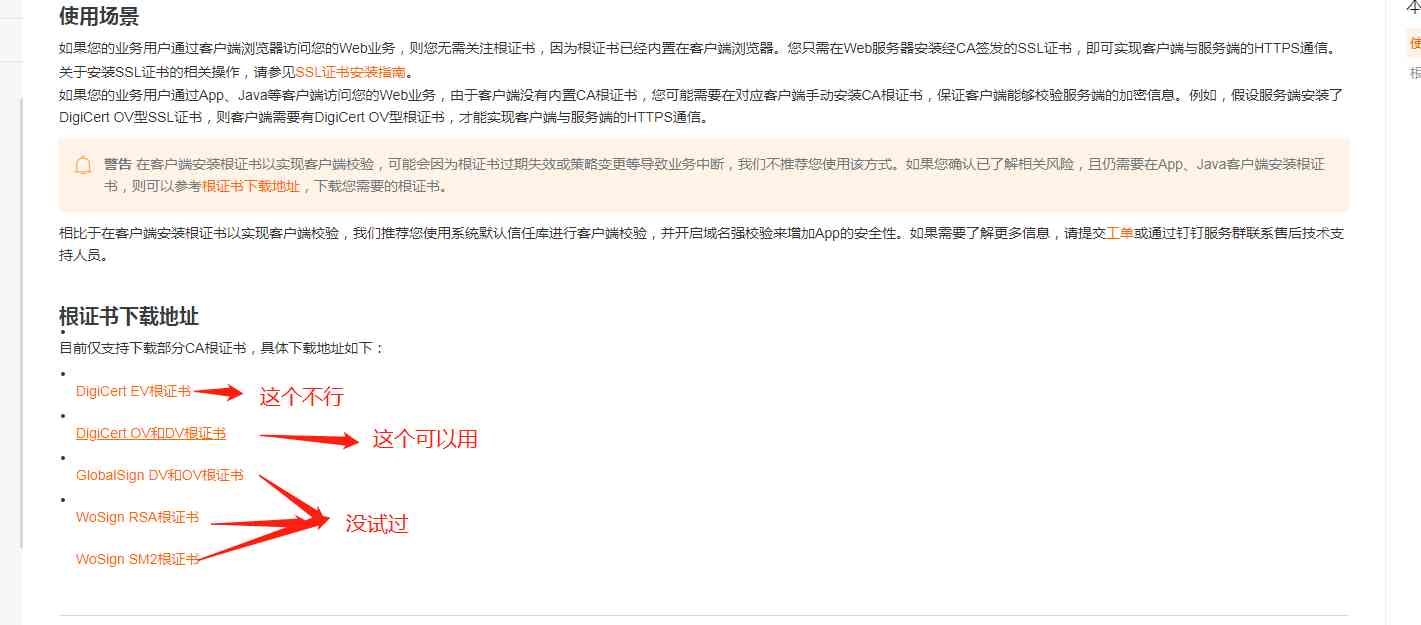 使用场景
如果您的业务用户通过客户端浏览器访问您的Web业务，则您无需关注根证书，因为根证书已经内置在客户端浏览器。您只需在Web服务器安装经CA签发的SSL证书，即可实现客户端与服务端的HTTPS通信。
关于安装SSL证书的相关操作，请参见SSL证书安装指南。
如果您的业务用户通过App、Java等客户端访问您的Web业务，由于客户端没有内置CA根证书，您可能需要在对应客户端手动安装CA根证书，保证客户端能够校验服务端的加密信息。例如，假设服务端安装了
DigiCert OV型SSL证书，则客户端需要有DigiCert OV型根证书，才能实现客户端与服务端的HTTPS通信。
警告 在客户端安装根证书以实现客户端校验，可能会因为根证书过期失效或策略变更等导致业务中断，我们不推荐您使用该方式。如果您确认已了解相关风险，且仍需要在App、Java客户端安装根证
书，则可以参考根证书下载地址，下载您需要的根证书。
相比于在客户端安装根证书以实现客户端校验，我们推荐您使用系统默认信任库进行客户端校验，并开启域名强校验来增加App的安全性。如果需要了解更多信息，请提交工单或通过钉钉服务群联系售后技术支
持人员。
根证书下载地址
目前仅支持下载部分CA根证书，具体下载地址如下：
DigiCert EV根证书 这个不行
DigiCert OV和DV根证书 这个可以用
GlobalSign DV和OV根证书
WoSign RSA根证书 没试过
WoSign SM2根证书